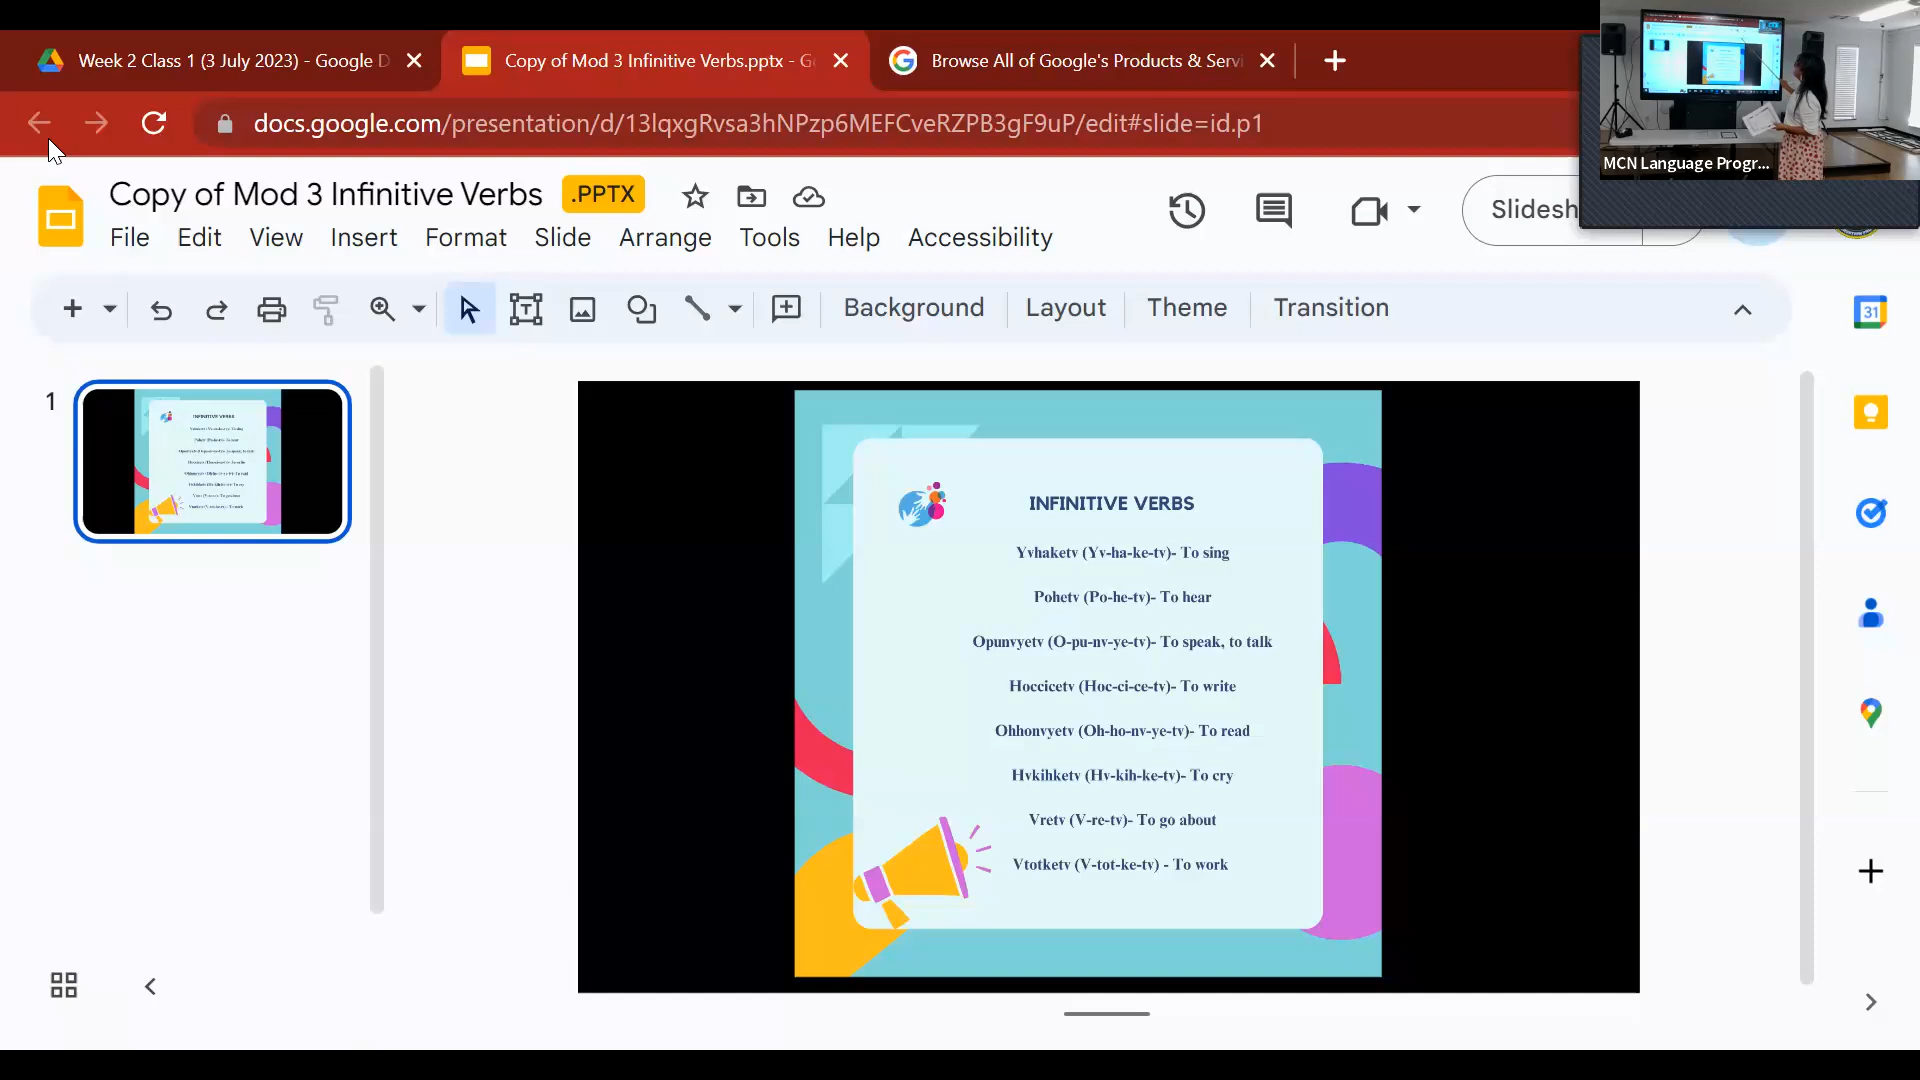 Week 2 Class 1 (3 July 2023) - Google D
Copy of Mod 3 Infinitive Verbs.pptx - G
Browse All of Google's Products & Servi
docs.google.com/presentation/d/13lqxgRvsa3hNPzp6MEFCveRZPB3gF9uP/edit#slide=id.p1
MCN Language Progr...
Copy of Mod 3 Infinitive Verbs .PPTX
Slidesh
File Edit View Insert Format Slide Arrange Tools Help Accessibility
Background Layout Theme Transition
31
1
INFINITIVE VERBS
Yvhaketv (Yv-ha-ke-tv)- To sing
Pohetv (Po-he-tv)- To hear
Opunvyetv (O-pu-nv-ye-tv)- To speak, to talk
Hoccicetv (Hoc-ci-ce-tv)- To write
Ohhonvyetv (Oh-ho-nv-ye-tv)- To read
Hvkihketv (Hv-kih-ke-tv)- To cry
Vretv (V-re-tv)- To go about
Vtotketv (V-tot-ke-tv) - To work